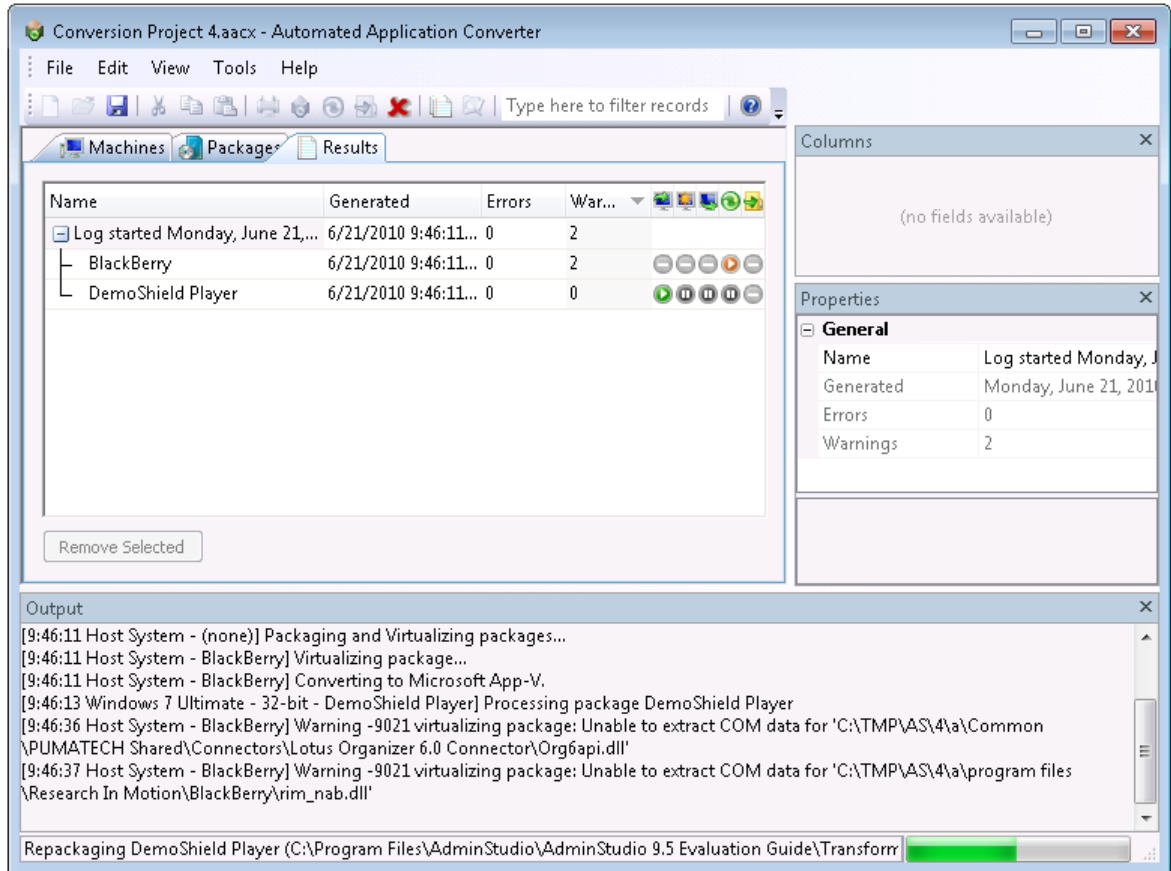 Conversion Project 4.aacx - Automated Application Converter
File Edit View Tools Help
Type here to filter records
Machines Packages Results
Name Generated Errors War...
Log started Monday, June 21,... 6/21/2010 9:46:11... 0 2
BlackBerry 6/21/2010 9:46:11... 0 2
DemoShield Player 6/21/2010 9:46:11... 0 0
Remove Selected
Columns
(no fields available)
Properties
General
Name Log started Monday, J
Generated Monday, June 21, 201
Errors 0
Warnings 2
Output
[9:46:11 Host System - (none)] Packaging and Virtualizing packages...
[9:46:11 Host System - BlackBerry] Virtualizing package...
[9:46:11 Host System - BlackBerry] Converting to Microsoft App-V.
[9:46:13 Windows 7 Ultimate - 32-bit - DemoShield Player] Processing package DemoShield Player
[9:46:36 Host System - BlackBerry] Warning -9021 virtualizing package: Unable to extract COM data for 'C:\TMP\AS\4\a\Common
\PUMATECH Shared\Connectors\Lotus Organizer 6.0 Connector\Org6api.dll'
[9:46:37 Host System - BlackBerry] Warning -9021 virtualizing package: Unable to extract COM data for 'C:\TMP\AS\4\a\program files
\Research In Motion\BlackBerry\rim_nab.dll'
Repackaging DemoShield Player (C:\Program Files\AdminStudio\AdminStudio 9.5 Evaluation Guide\Transform